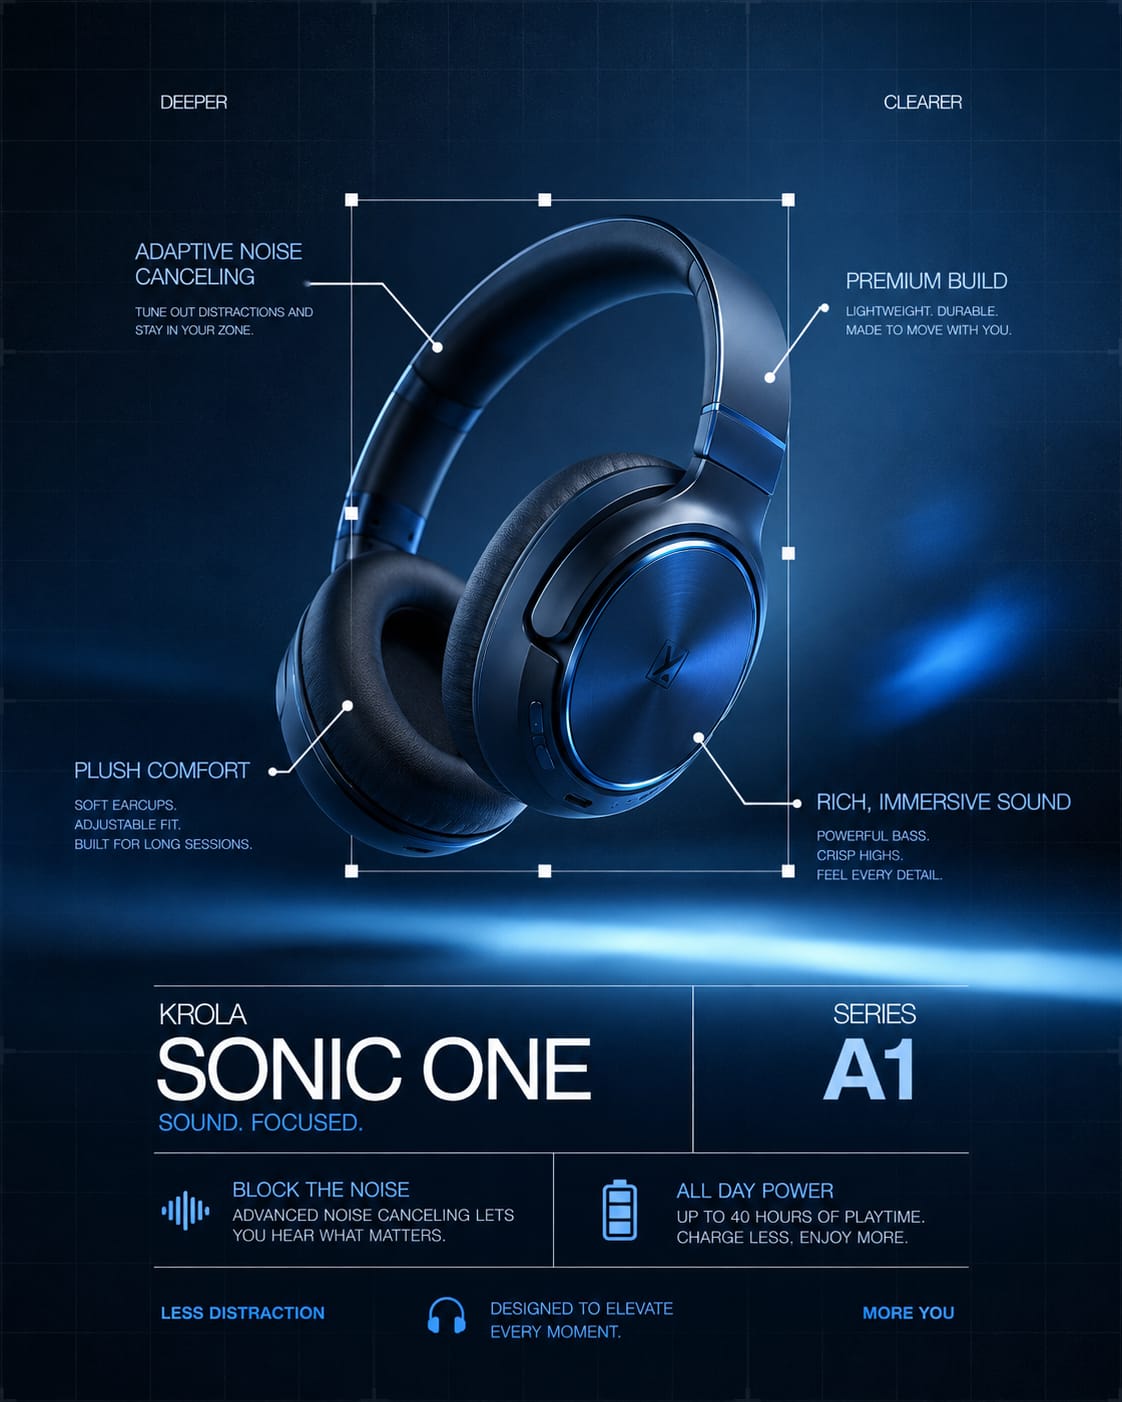 DEEPER
CLEARER
ADAPTIVE NOISE
CANCELING
TUNE OUT DISTRACTIONS AND
STAY IN YOUR ZONE.
PREMIUM BUILD
LIGHTWEIGHT. DURABLE.
MADE TO MOVE WITH YOU.
PLUSH COMFORT
SOFT EARCUPS.
ADJUSTABLE FIT.
BUILT FOR LONG SESSIONS.
RICH, IMMERSIVE SOUND
POWERFUL BASS.
CRISP HIGHS.
FEEL EVERY DETAIL.
KROLA
SONIC ONE
SOUND. FOCUSED.
SERIES
A1
BLOCK THE NOISE
ADVANCED NOISE CANCELING LETS
YOU HEAR WHAT MATTERS.
ALL DAY POWER
UP TO 40 HOURS OF PLAYTIME.
CHARGE LESS, ENJOY MORE.
LESS DISTRACTION
DESIGNED TO ELEVATE
EVERY MOMENT.
MORE YOU